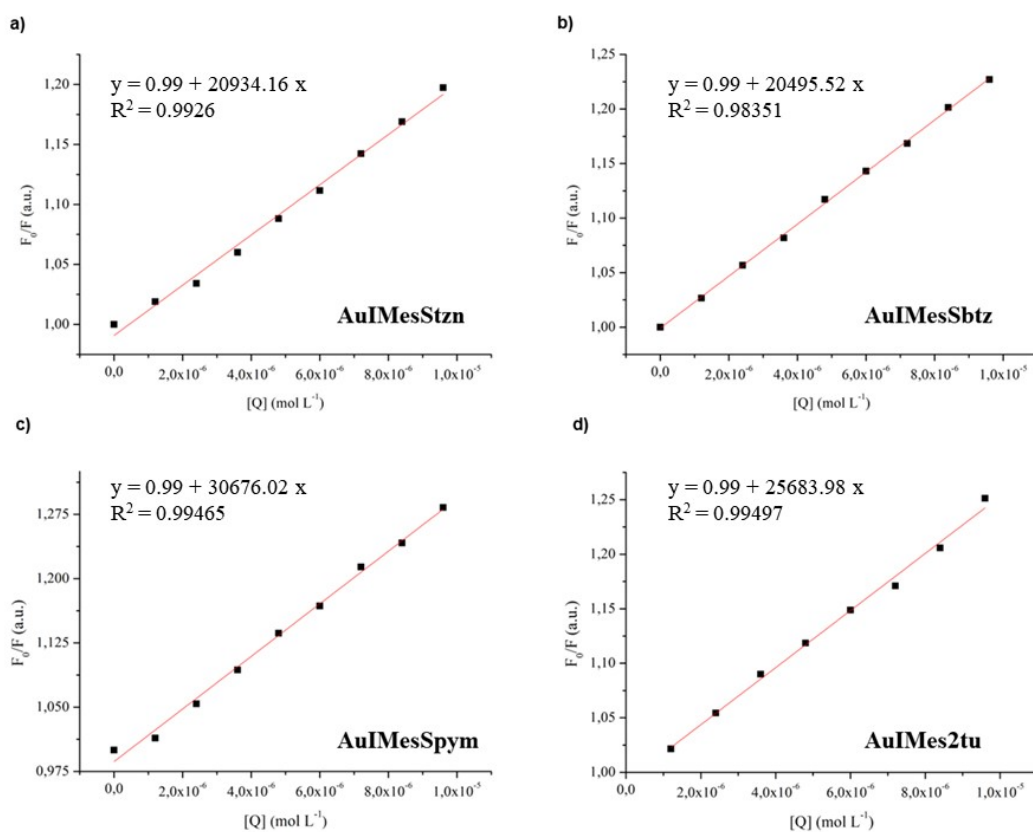 a)
y = 0.99 + 20934.16 x
R² = 0.9926
1,20
1,15
1,10
1,05
1,00
F₀/F (a.u.)
AuIMesStzn
0,0 2,0x10⁻⁶ 4,0x10⁻⁶ 6,0x10⁻⁶ 8,0x10⁻⁶ 1,0x10⁻⁵
[Q] (mol L⁻¹)
b)
y = 0.99 + 20495.52 x
R² = 0.98351
1,25
1,20
1,15
1,10
1,05
1,00
F₀/F (a.u.)
AuIMesSbtz
0,0 2,0x10⁻⁶ 4,0x10⁻⁶ 6,0x10⁻⁶ 8,0x10⁻⁶ 1,0x10⁻⁵
[Q] (mol L⁻¹)
c)
y = 0.99 + 30676.02 x
R² = 0.99465
1,275
1,200
1,125
1,050
0,975
F₀/F (a.u.)
AuIMesSpym
0,0 2,0x10⁻⁶ 4,0x10⁻⁶ 6,0x10⁻⁶ 8,0x10⁻⁶ 1,0x10⁻⁵
[Q] (mol L⁻¹)
d)
y = 0.99 + 25683.98 x
R² = 0.99497
1,25
1,20
1,15
1,10
1,05
1,00
F₀/F (a.u.)
AuIMes2tu
0,0 2,0x10⁻⁶ 4,0x10⁻⁶ 6,0x10⁻⁶ 8,0x10⁻⁶ 1,0x10⁻⁵
[Q] (mol L⁻¹)